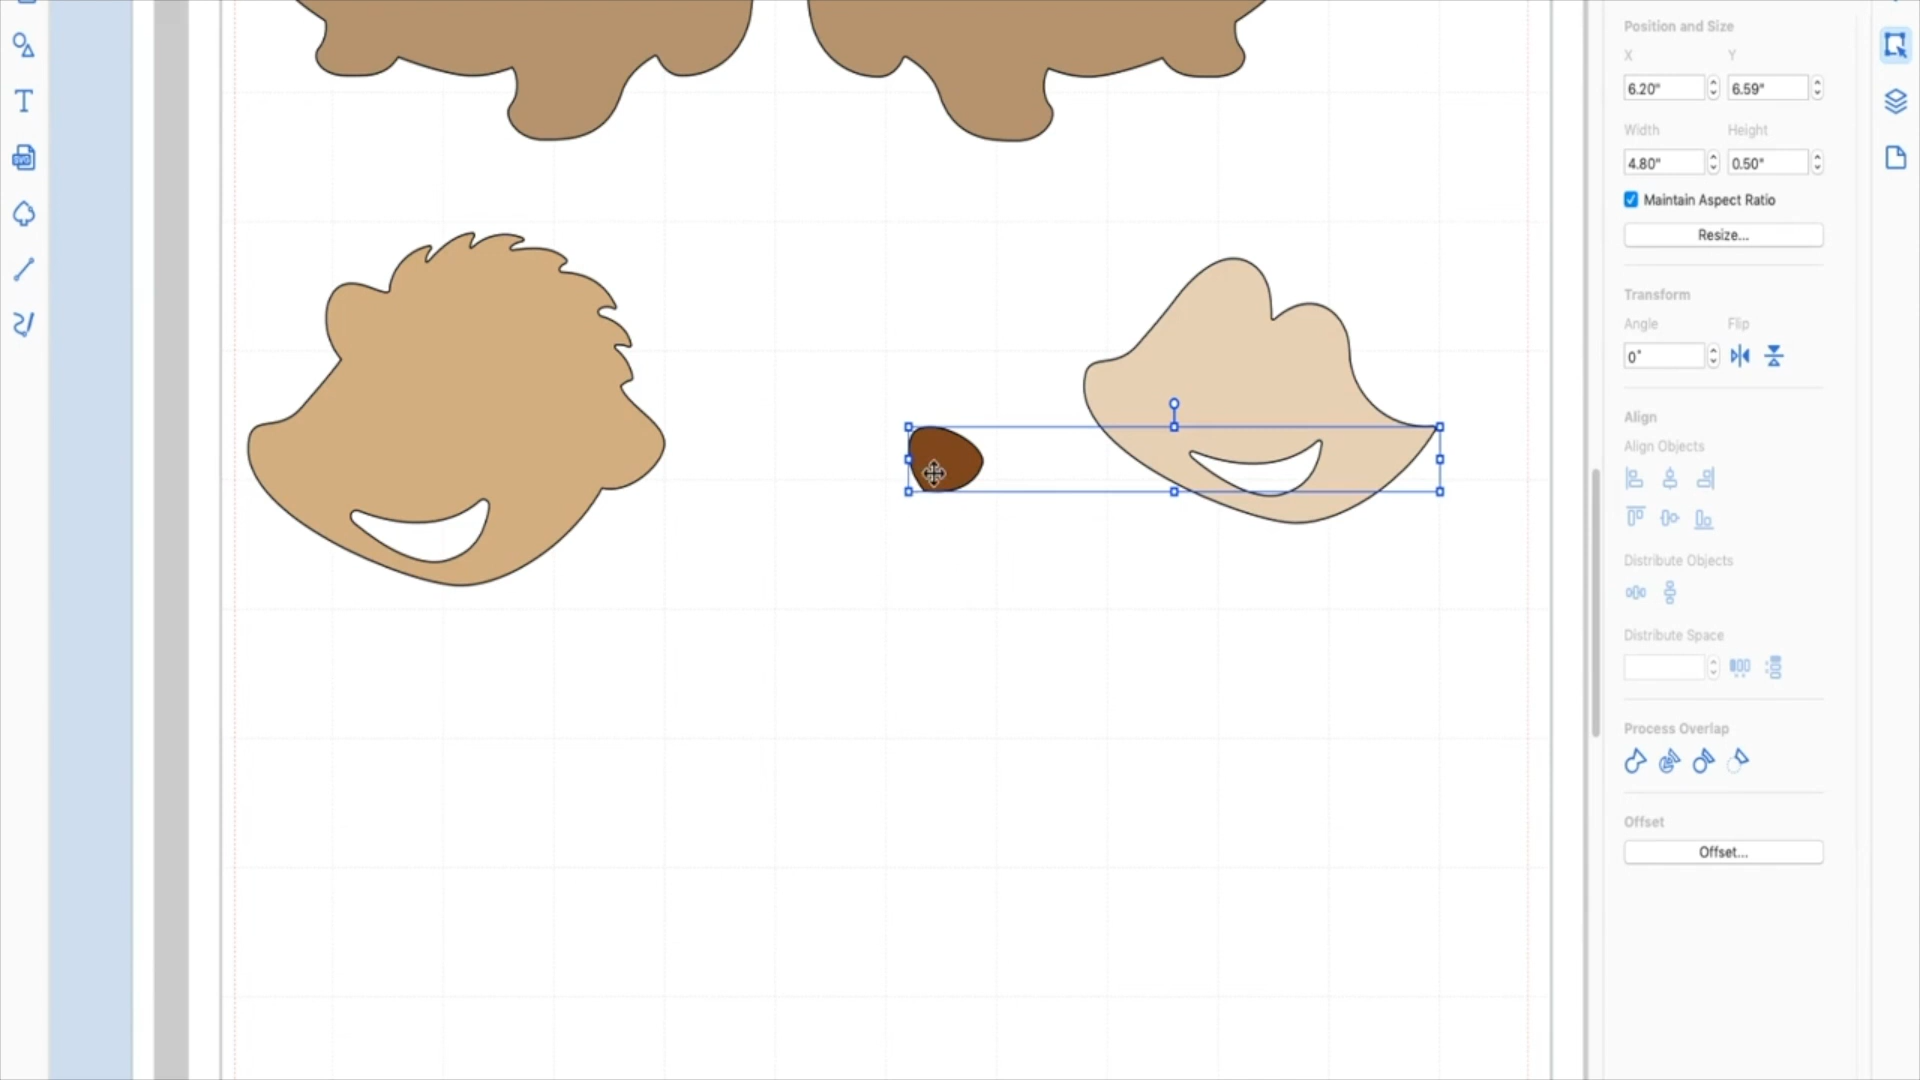 Position and Size
X Y
6.20" 6.59"
Width Height
4.80" 0.50"
Maintain Aspect Ratio
Resize...
Transform
Angle Flip
0°
Align
Align Objects
Distribute Objects
Distribute Space
Process Overlap
Offset
Offset...
T
SVG